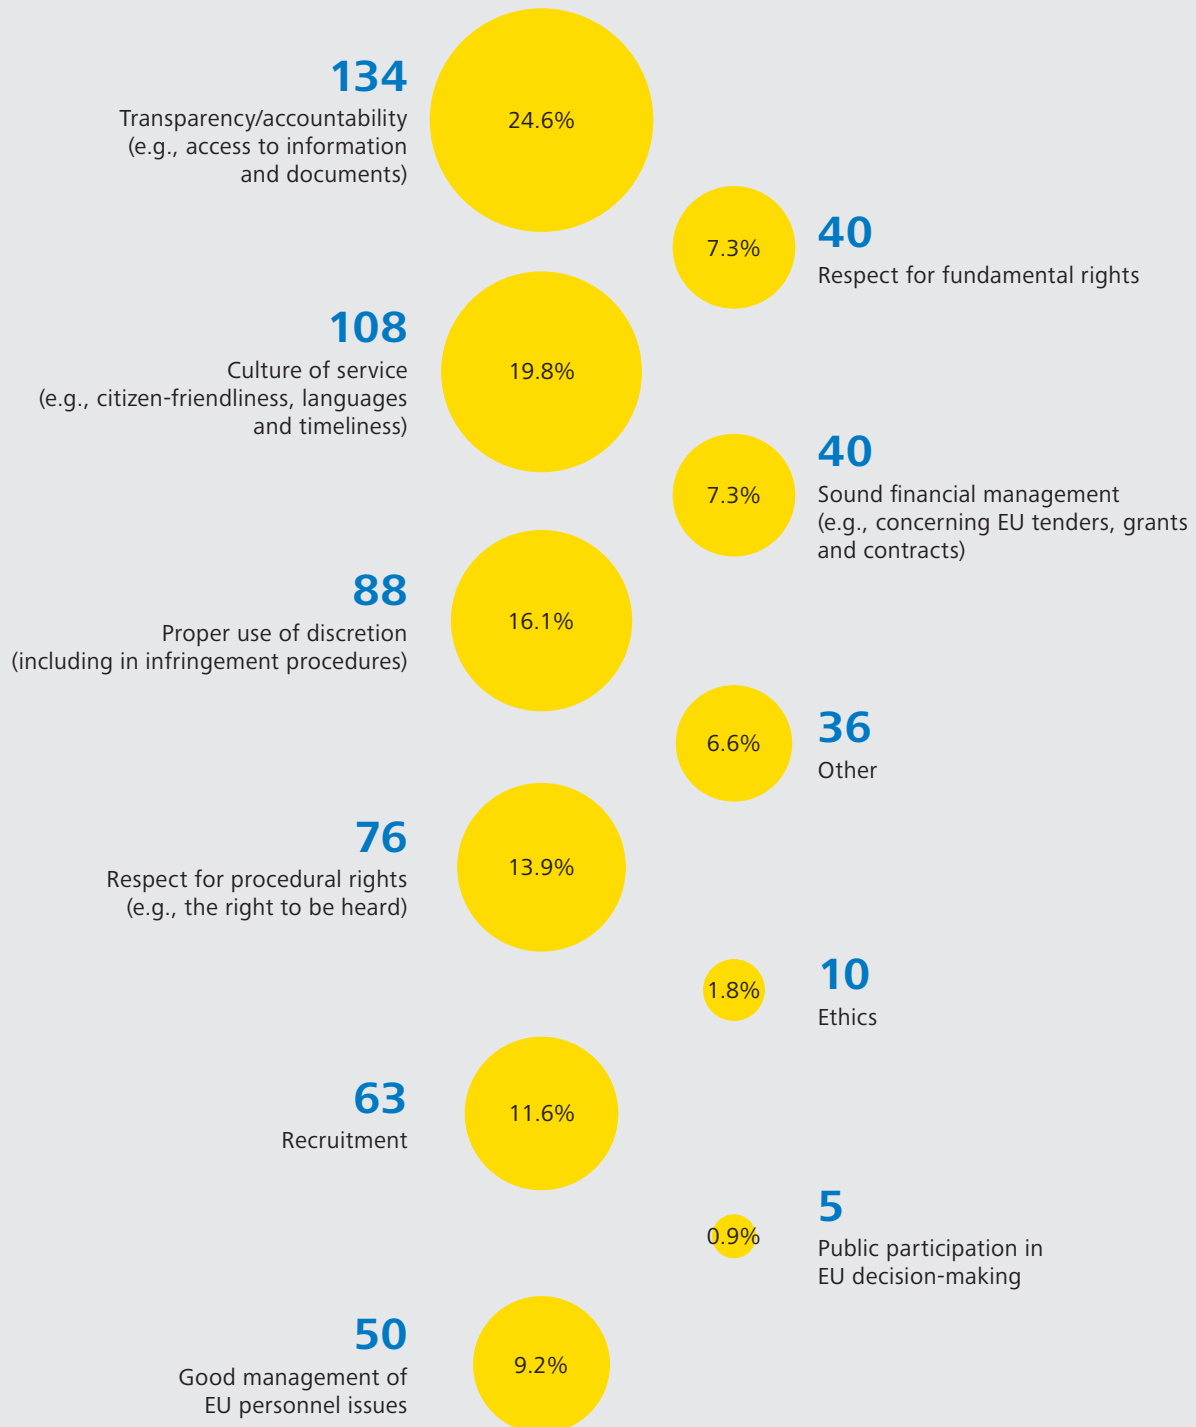 134
Transparency/accountability
(e.g., access to information
and documents)
24.6%
7.3%
40
Respect for fundamental rights
108
Culture of service
(e.g., citizen-friendliness, languages
and timeliness)
19.8%
7.3%
40
Sound financial management
(e.g., concerning EU tenders, grants
and contracts)
88
Proper use of discretion
(including in infringement procedures)
16.1%
6.6%
36
Other
76
Respect for procedural rights
(e.g., the right to be heard)
13.9%
1.8%
10
Ethics
63
Recruitment
11.6%
0.9%
5
Public participation in
EU decision-making
50
Good management of
EU personnel issues
9.2%